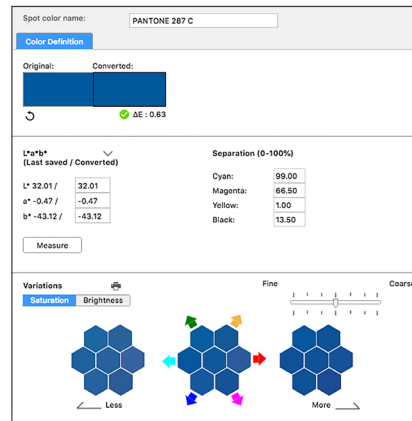 Spot color name: PANTONE 287 C
Color Definition
Original: Converted:
ΔE : 0.63
L*a*b*
(Last saved / Converted)
L* 32.01 / 32.01
a* -0.47 / -0.47
b* -43.12 / -43.12
Measure
Separation (0-100%)
Cyan: 99.00
Magenta: 66.50
Yellow: 1.00
Black: 13.50
Variations
Saturation Brightness
Fine Coarse
Less More